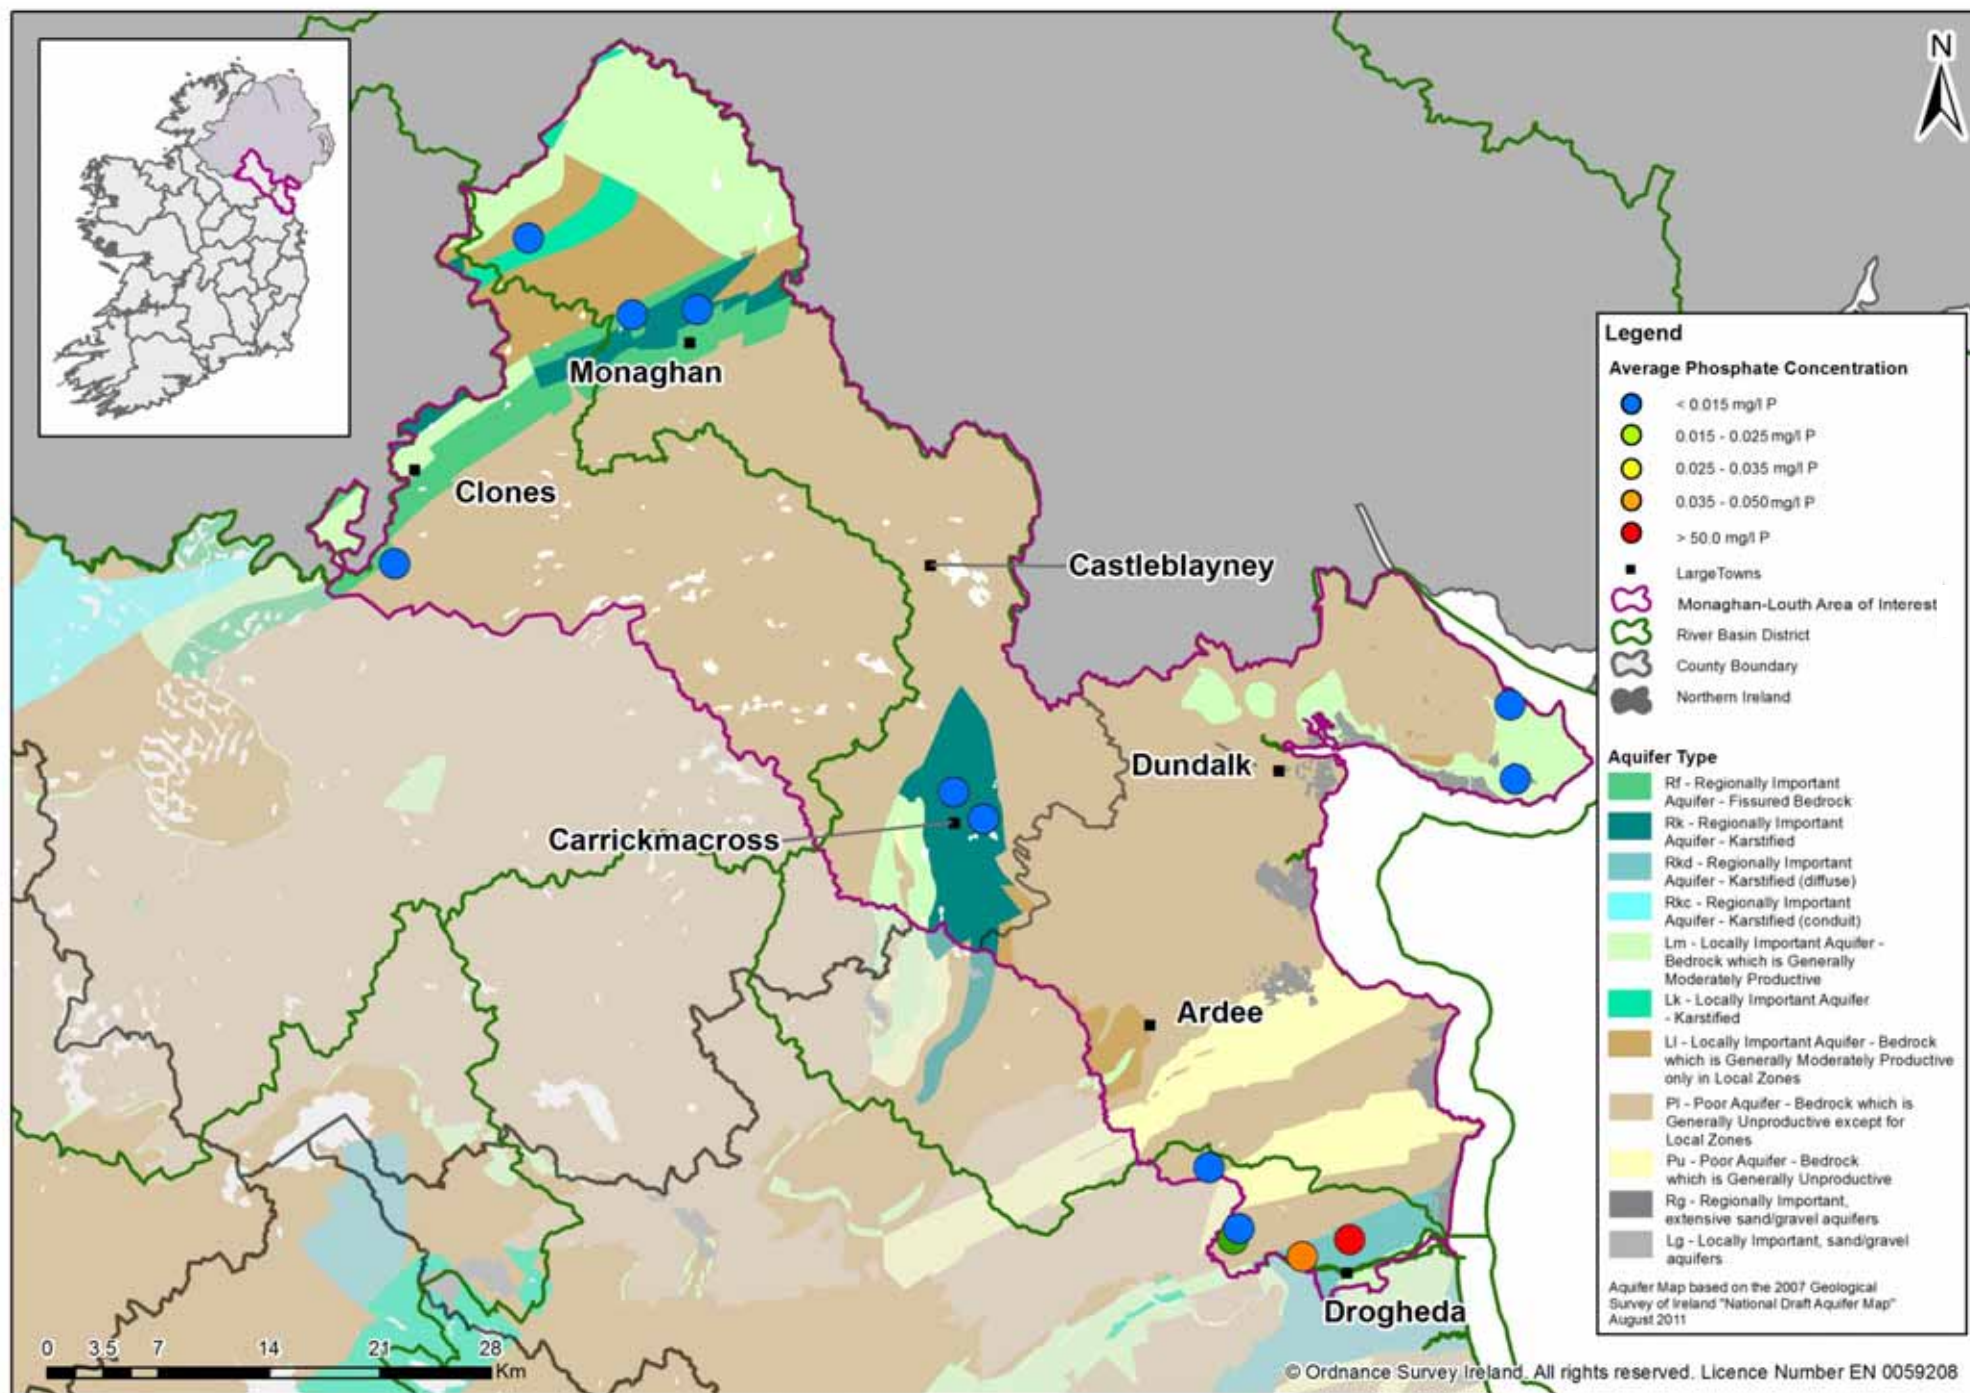 N
Monaghan
Clones
Castleblayney
Dundalk
Carrickmacross
Ardee
Drogheda
Legend
Average Phosphate Concentration
< 0.015 mg/l P
0.015 - 0.025 mg/l P
0.025 - 0.035 mg/l P
0.035 - 0.050 mg/l P
> 50.0 mg/l P
LargeTowns
Monaghan-Louth Area of Interest
River Basin District
County Boundary
Northern Ireland
Aquifer Type
Rf - Regionally Important
Aquifer - Fissured Bedrock
Rk - Regionally Important
Aquifer - Karstified
Rkd - Regionally Important
Aquifer - Karstified (diffuse)
Rkc - Regionally Important
Aquifer - Karstified (conduit)
Lm - Locally Important Aquifer -
Bedrock which is Generally
Moderately Productive
Lk - Locally Important Aquifer
- Karstified
Ll - Locally Important Aquifer - Bedrock
which is Generally Moderately Productive
only in Local Zones
Pl - Poor Aquifer - Bedrock which is
Generally Unproductive except for
Local Zones
Pu - Poor Aquifer - Bedrock
which is Generally Unproductive
Rg - Regionally Important,
extensive sand/gravel aquifers
Lg - Locally Important, sand/gravel
aquifers
Aquifer Map based on the 2007 Geological
Survey of Ireland "National Draft Aquifer Map"
August 2011
0 3.5 7 14 21 28
Km
© Ordnance Survey Ireland. All rights reserved. Licence Number EN 0059208